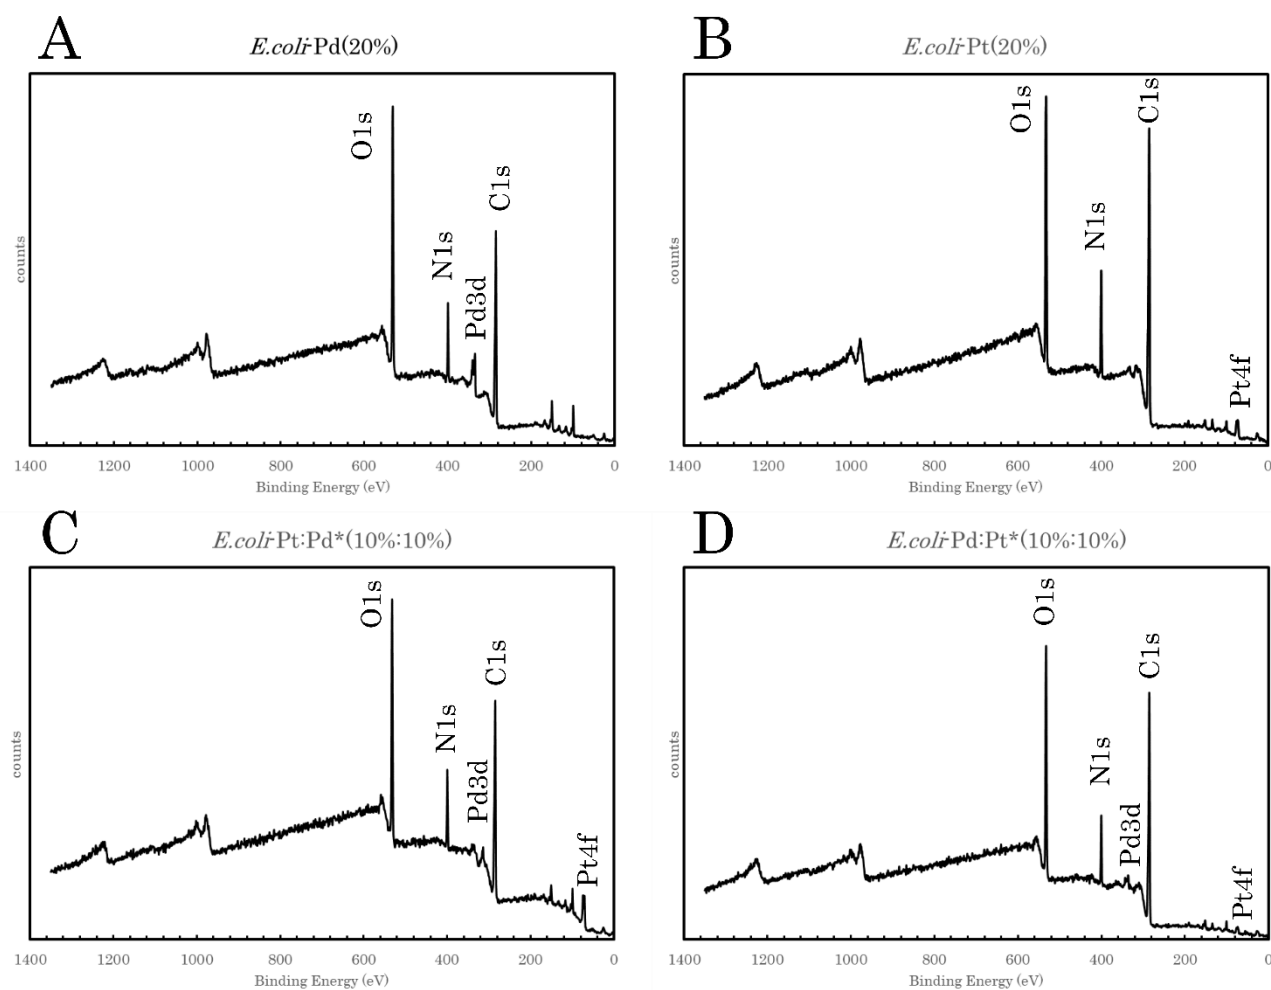 A
E.coli-Pd(20%)
O1s
N1s
Pd3d
C1s
counts
1400 1200 1000 800 600 400 200 0
Binding Energy (eV)
B
E.coli-Pt(20%)
O1s
N1s
C1s
Pt4f
counts
1400 1200 1000 800 600 400 200 0
Binding Energy (eV)
C
E.coli-Pt:Pd*(10%:10%)
O1s
N1s
Pd3d
C1s
Pt4f
counts
1400 1200 1000 800 600 400 200 0
Binding Energy (eV)
D
E.coli-Pd:Pt*(10%:10%)
O1s
N1s
Pd3d
C1s
Pt4f
counts
1400 1200 1000 800 600 400 200 0
Binding Energy (eV)